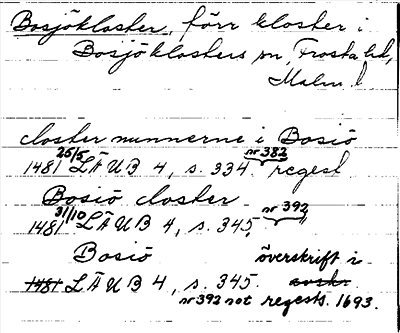 Bosjökloster, förr kloster i
Bosjöklosters sn, Frosta hd,
Malm. l
closter nunnerne i Bosiö
1481 25/5 LÄUB 4, s. 334 nr 382 regest
Bosiö closter
1481 31/10 LÄUB 4, s. 345, nr 392 "
Bosiö överskrift i
1481 LÄUB 4, s. 345. avskr.
nr 392 not regests. 1693.